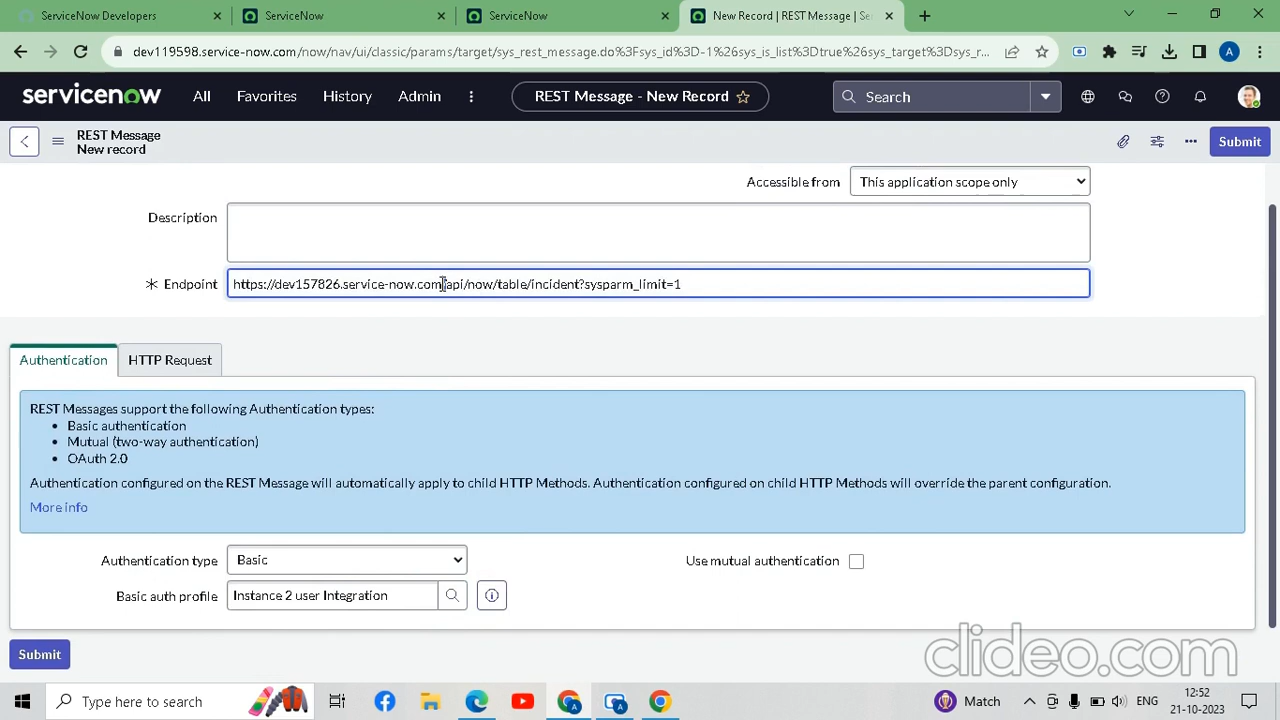 ServiceNow Developers
ServiceNow
ServiceNow
New Record | REST Message | Se
dev119598.service-now.com/now/nav/ui/classic/params/target/sys_rest_message.do%3Fsys_id%3D-1%26sys_is_list%3Dtrue%26sys_target%3Dsys_r...
A
servicenow
All
Favorites
History
Admin
REST Message - New Record
Search
REST Message
New record
Submit
Accessible from
This application scope only
Description
Endpoint
https://dev157826.service-now.com/api/now/table/incident?sysparm_limit=1
Authentication
HTTP Request
REST Messages support the following Authentication types:
Basic authentication
Mutual (two-way authentication)
OAuth 2.0
Authentication configured on the REST Message will automatically apply to child HTTP Methods. Authentication configured on child HTTP Methods will override the parent configuration.
More info
Authentication type
Basic
Use mutual authentication
Basic auth profile
Instance 2 user Integration
Submit
clideo.com
Type here to search
Match
12:52
21-10-2023